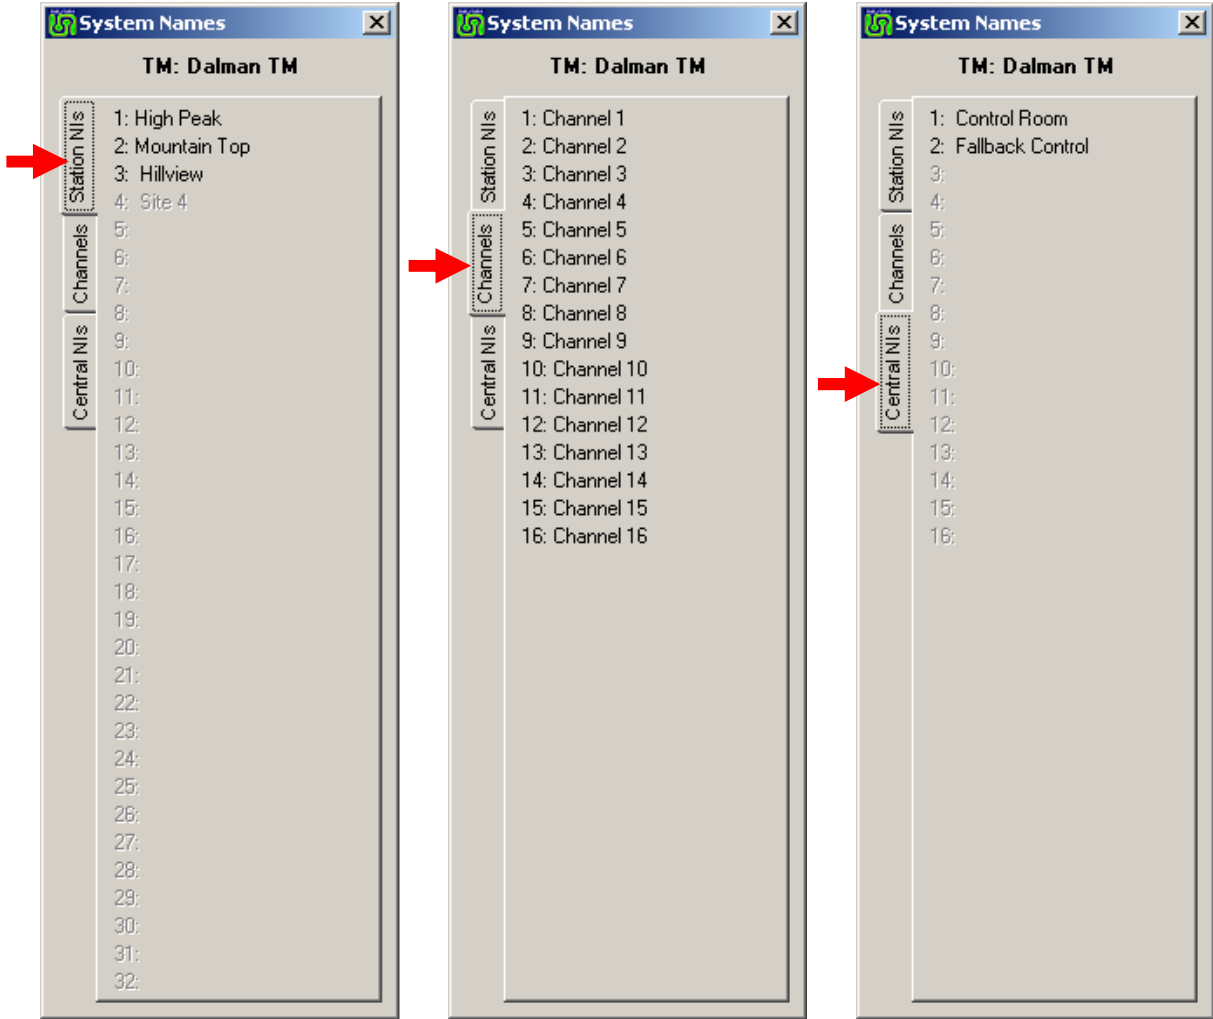 System Names
TM: Dalman TM
Station NIs
Channels
Central NIs
1: High Peak
2: Mountain Top
3: Hillview
4: Site 4
5:
6:
7:
8:
9:
10:
11:
12:
13:
14:
15:
16:
17:
18:
19:
20:
21:
22:
23:
24:
25:
26:
27:
28:
29:
30:
31:
32:
System Names
TM: Dalman TM
Station NIs
Channels
Central NIs
1: Channel 1
2: Channel 2
3: Channel 3
4: Channel 4
5: Channel 5
6: Channel 6
7: Channel 7
8: Channel 8
9: Channel 9
10: Channel 10
11: Channel 11
12: Channel 12
13: Channel 13
14: Channel 14
15: Channel 15
16: Channel 16
System Names
TM: Dalman TM
Station NIs
Channels
Central NIs
1: Control Room
2: Fallback Control
3:
4:
5:
6:
7:
8:
9:
10:
11:
12:
13:
14:
15:
16: